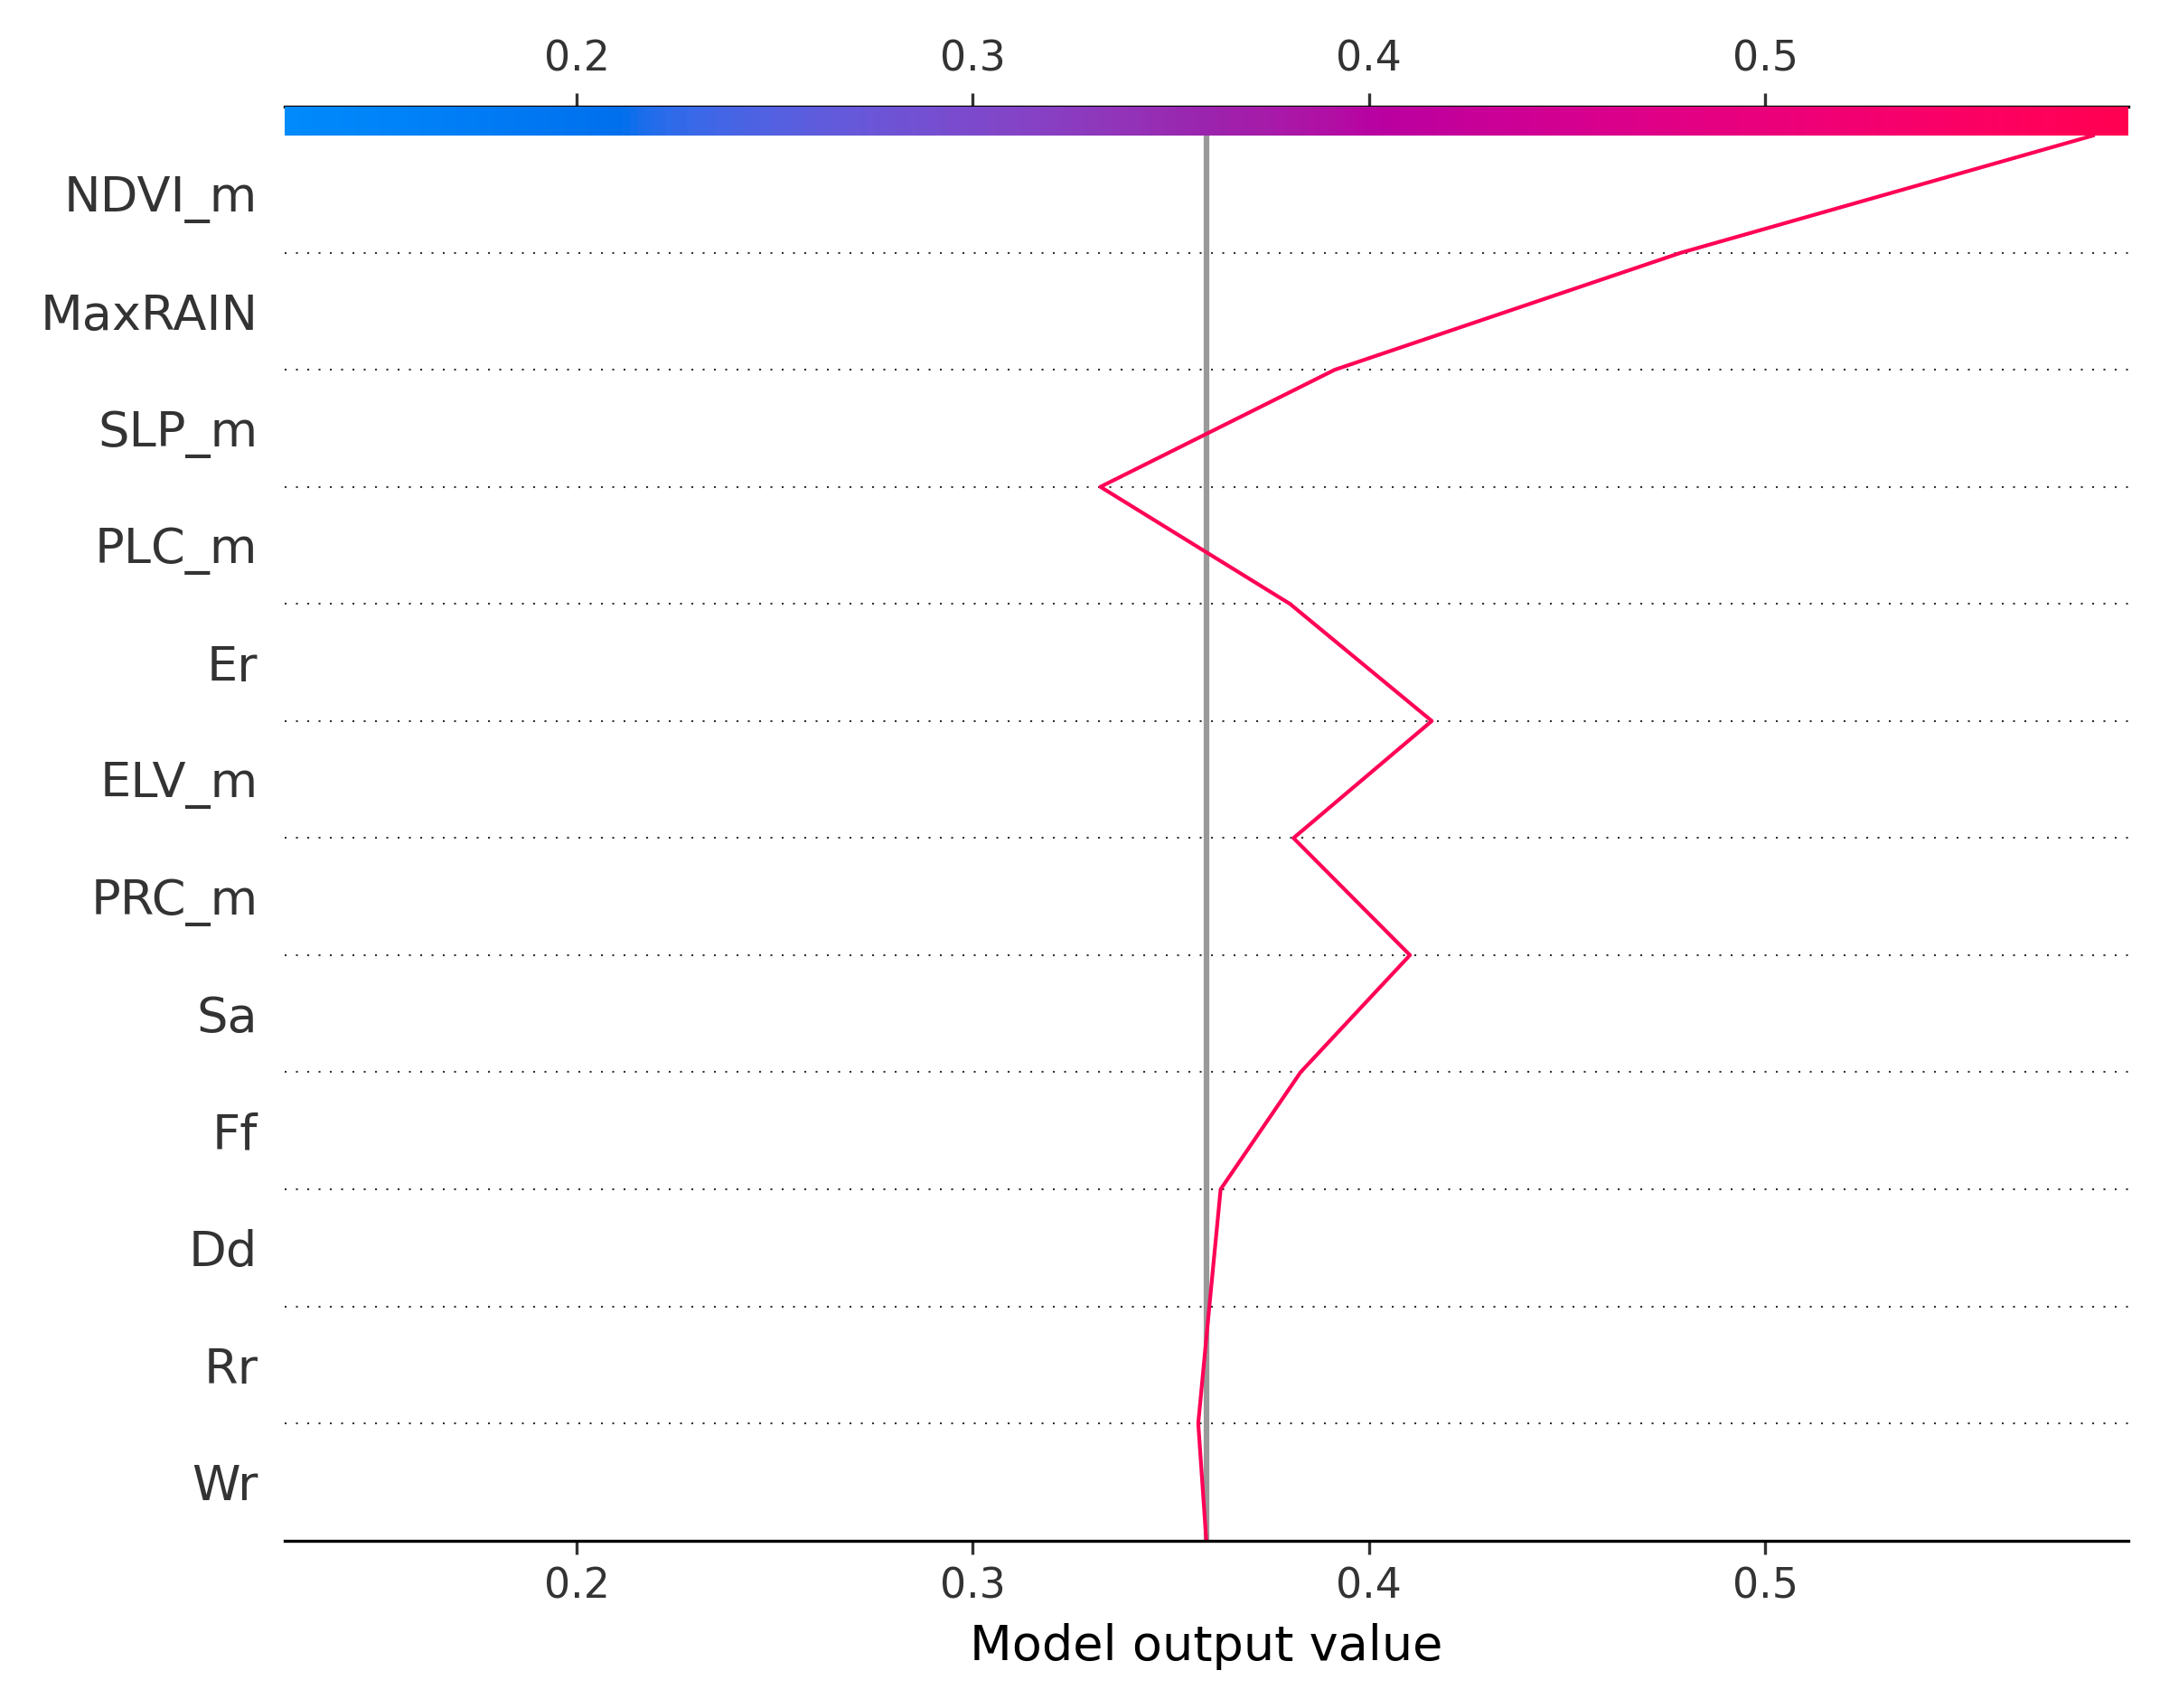 0.2 0.3 0.4 0.5
NDVI_m
MaxRAIN
SLP_m
PLC_m
Er
ELV_m
PRC_m
Sa
Ff
Dd
Rr
Wr
0.2 0.3 0.4 0.5
Model output value